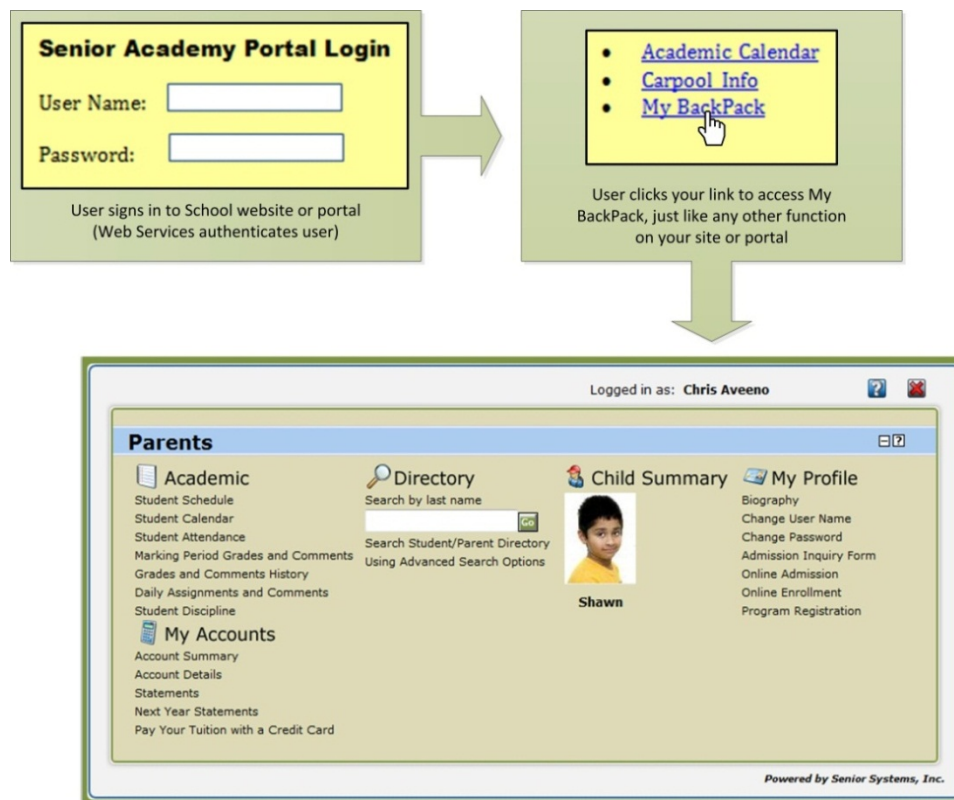 Senior Academy Portal Login
User Name:
Password:
User signs in to School website or portal
(Web Services authenticates user)
• Academic Calendar
• Carpool Info
• My BackPack
User clicks your link to access My
BackPack, just like any other function
on your site or portal
Logged in as: Chris Aveeno
Parents
Academic
Student Schedule
Student Calendar
Student Attendance
Marking Period Grades and Comments
Grades and Comments History
Daily Assignments and Comments
Student Discipline
My Accounts
Account Summary
Account Details
Statements
Next Year Statements
Pay Your Tuition with a Credit Card
Directory
Search by last name
Go
Search Student/Parent Directory
Using Advanced Search Options
Child Summary
Shawn
My Profile
Biography
Change User Name
Change Password
Admission Inquiry Form
Online Admission
Online Enrollment
Program Registration
Powered by Senior Systems, Inc.